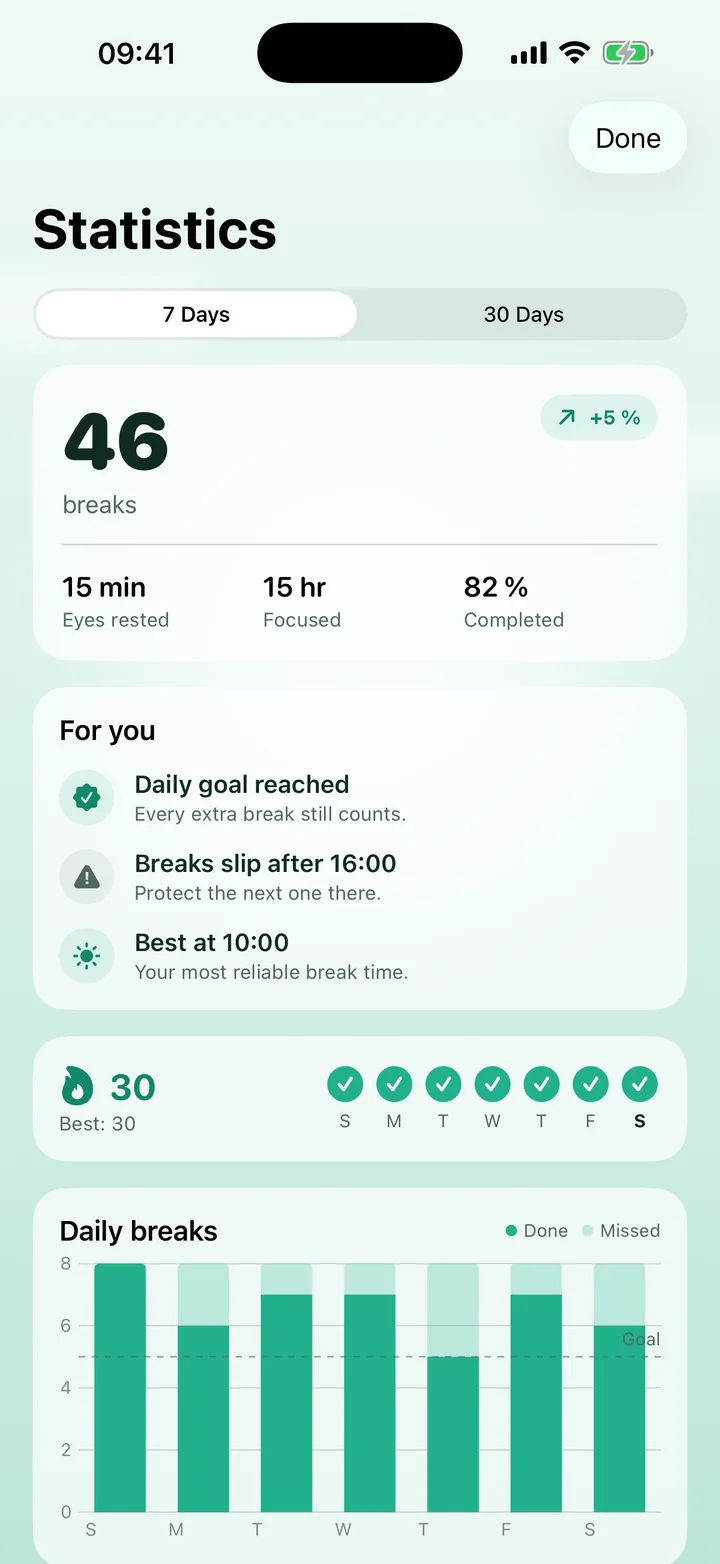 09:41
Done
Statistics
7 Days 30 Days
46
+5 %
breaks
15 min 15 hr 82 %
Eyes rested Focused Completed
For you
Daily goal reached
Every extra break still counts.
Breaks slip after 16:00
Protect the next one there.
Best at 10:00
Your most reliable break time.
30
Best: 30
S M T W T F S
Daily breaks
Done Missed
8
6
Goal
4
2
0
S M T W T F S